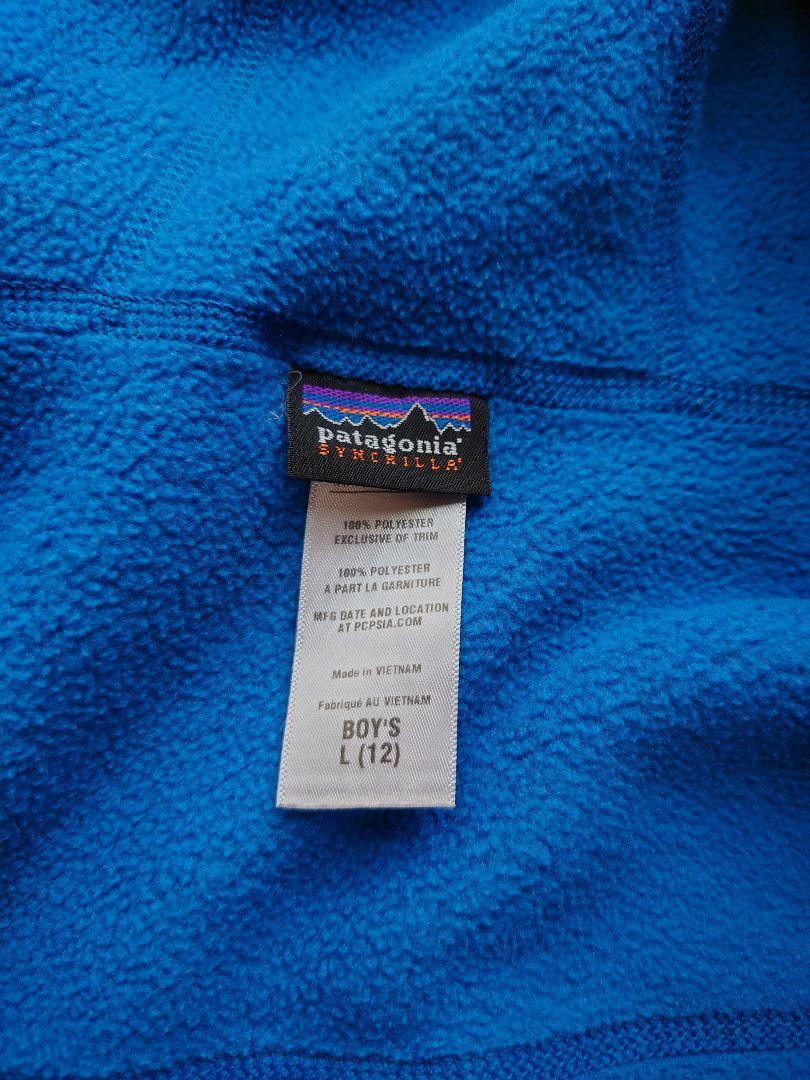 patagonia®
SYNCHILLA®
100% POLYESTER
EXCLUSIVE OF TRIM
100% POLYESTER
A PART LA GARNITURE
MFG DATE AND LOCATION
AT PCPSIA.COM
Made in VIETNAM
Fabriqué AU VIETNAM
BOY'S
L (12)